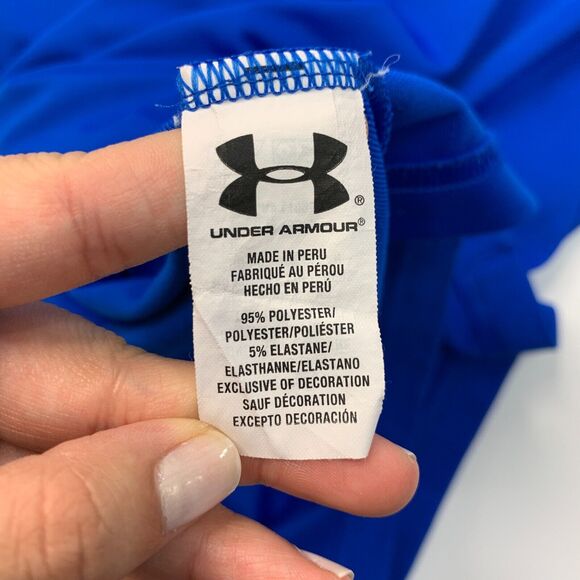 ®
UNDER ARMOUR®
MADE IN PERU
FABRIQUÉ AU PÉROU
HECHO EN PERÚ
95% POLYESTER/
POLYESTER/POLIÉSTER
5% ELASTANE/
ELASTHANNE/ELASTANO
EXCLUSIVE OF DECORATION
SAUF DÉCORATION
EXCEPTO DECORACIÓN